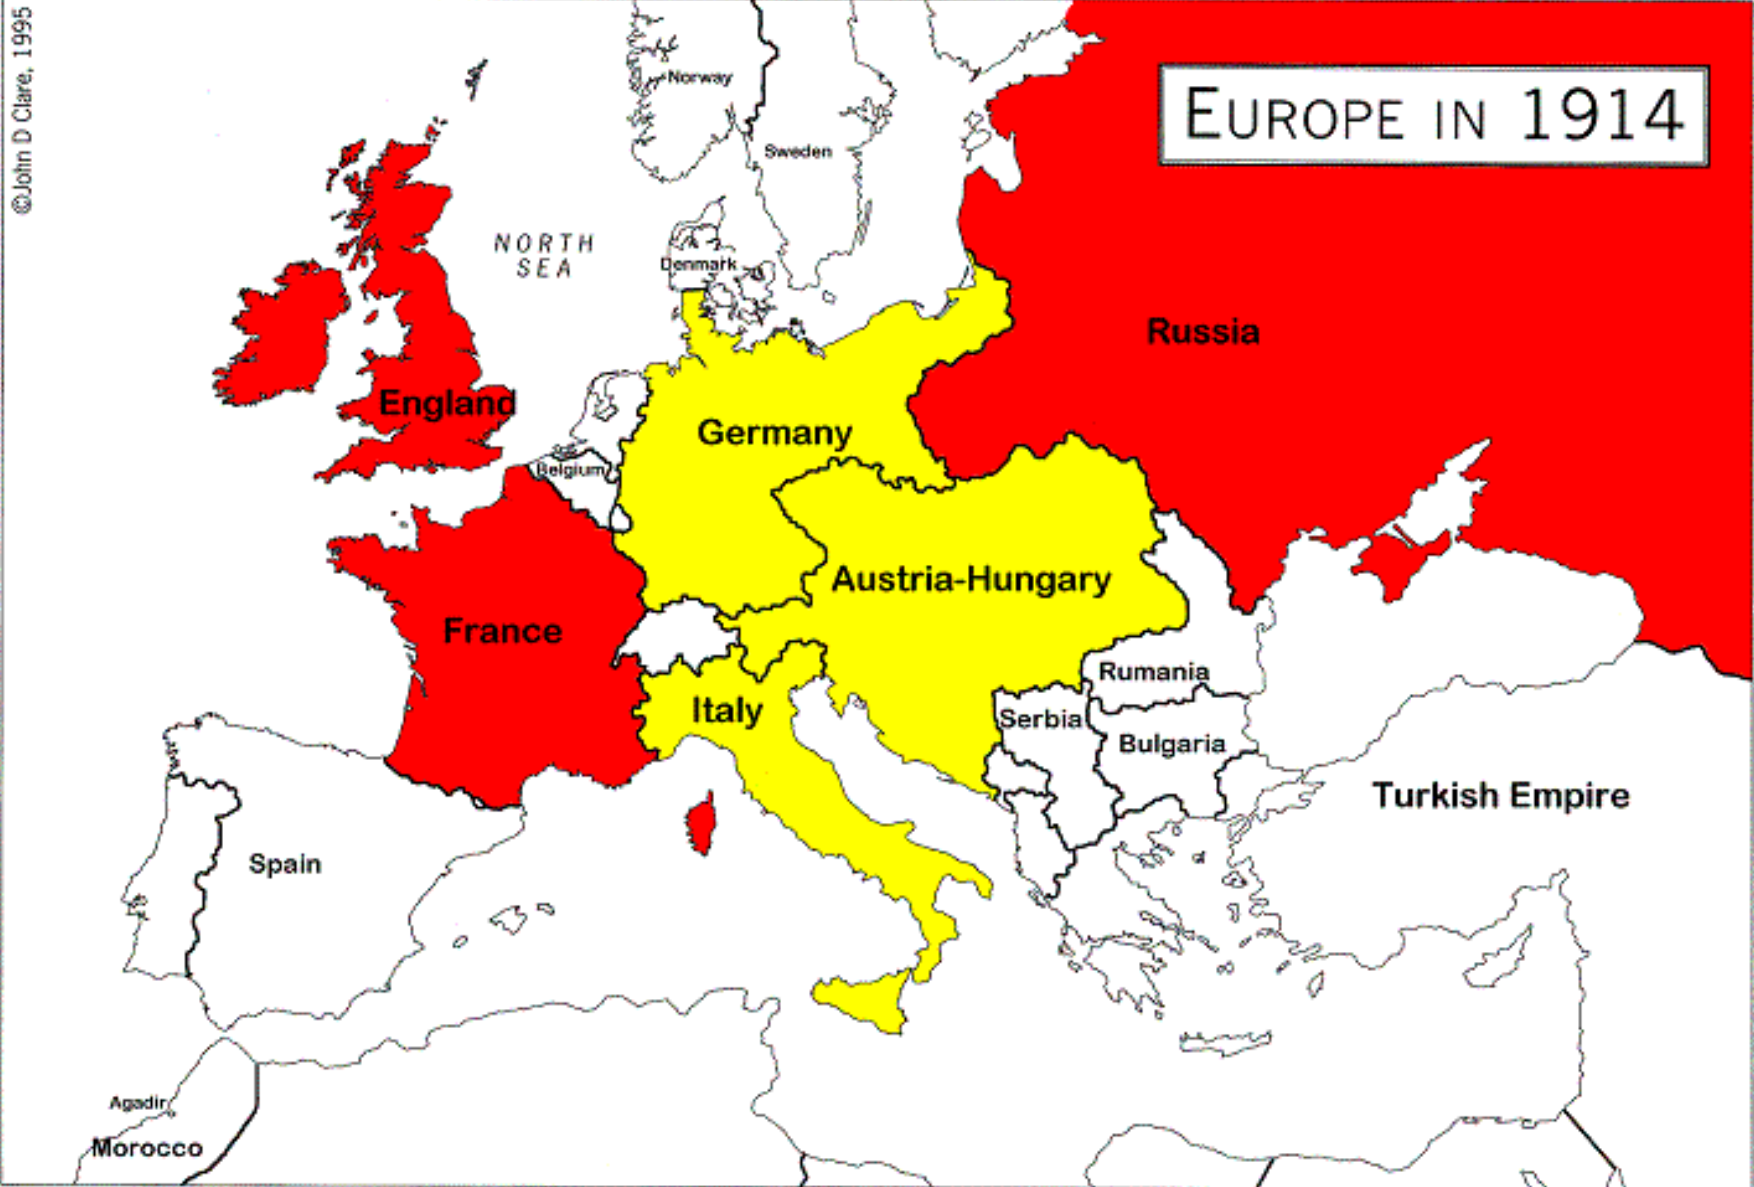 ©John D Clare, 1995
EUROPE IN 1914
Norway
Sweden
NORTH
SEA
Denmark
Russia
England
Germany
Belgium
Austria-Hungary
France
Rumania
Italy
Serbia
Bulgaria
Turkish Empire
Spain
Agadir
Morocco